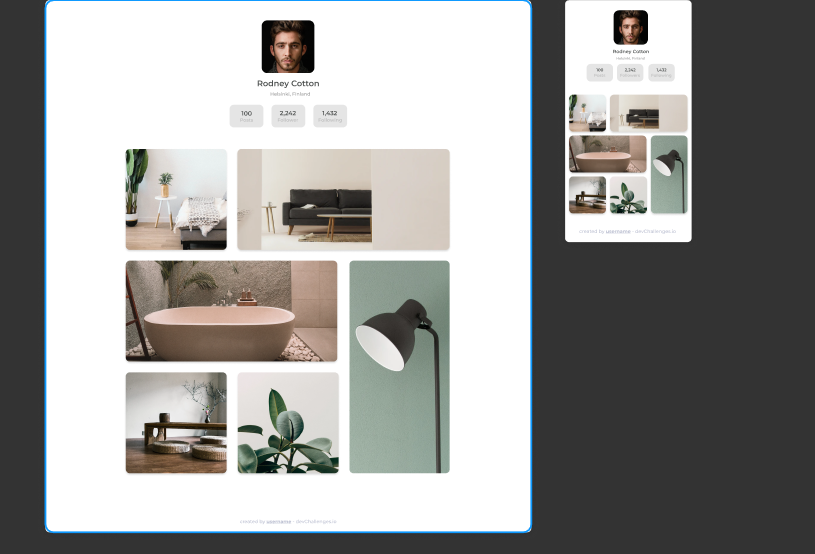 Rodney Cotton
Helsinki, Finland
100
Posts
2,242
Followers
1,432
Following
created by username - devChallenges.io
Rodney Cotton
Helsinki, Finland
100
Posts
2,242
Followers
1,432
Following
created by username - devChallenges.io